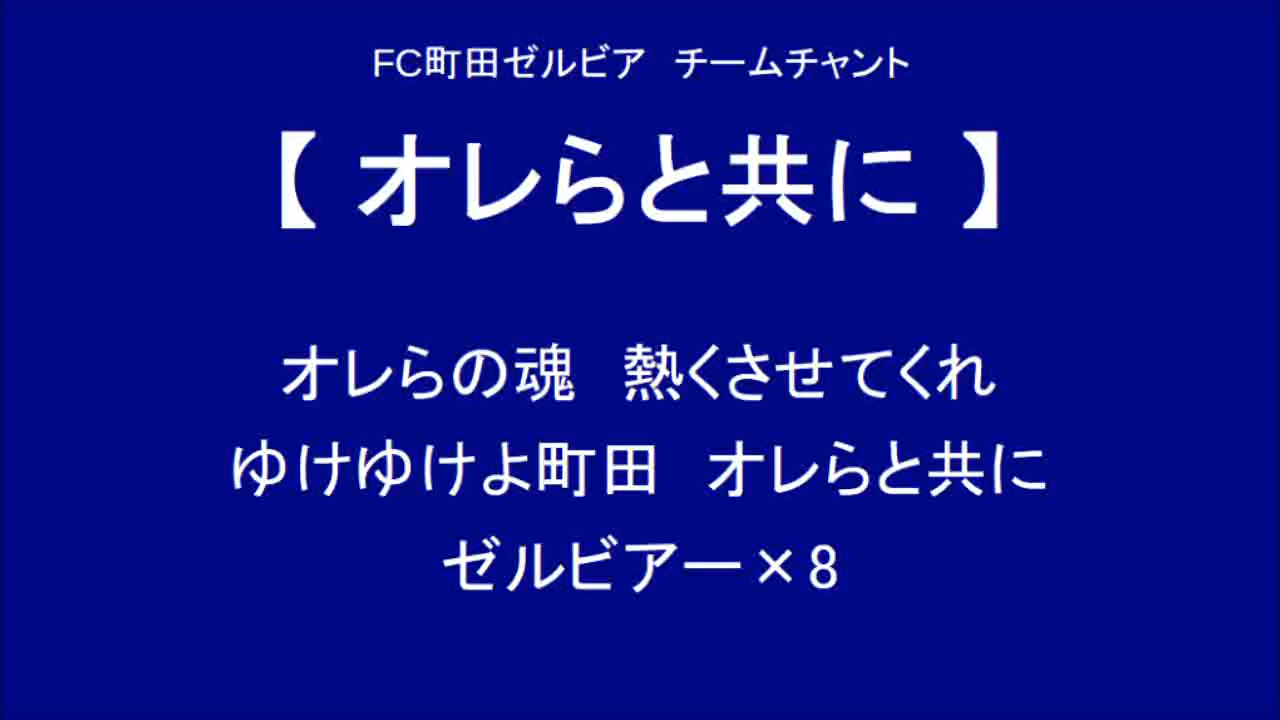 FC町田ゼルビア　チームチャント
【 オレらと共に 】
オレらの魂　熱くさせてくれ
ゆけゆけよ町田　オレらと共に
ゼルビアー×8